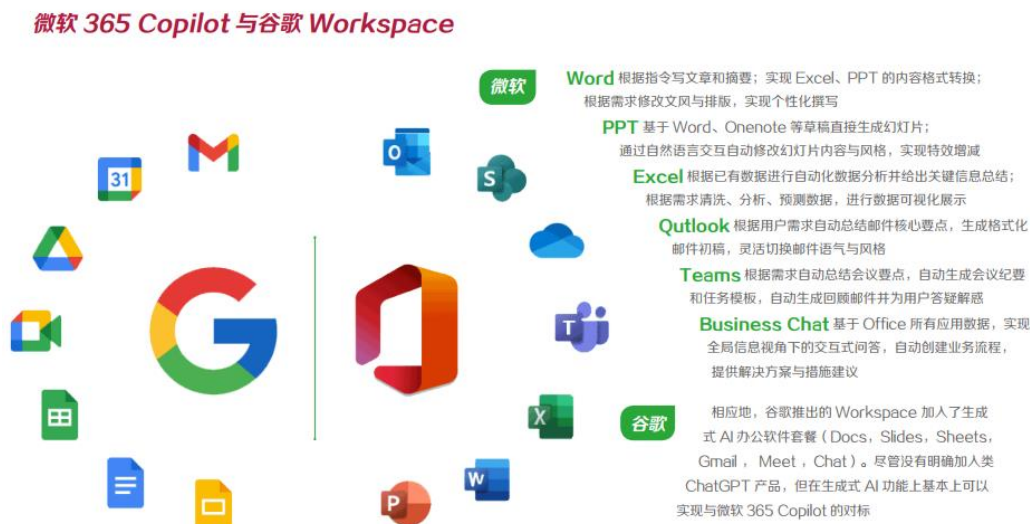 微软 365 Copilot 与谷歌 Workspace
微软
Word 根据指令写文章和摘要；实现 Excel、PPT 的内容格式转换；
根据需求修改文风与排版，实现个性化撰写
PPT 基于 Word、Onenote 等草稿直接生成幻灯片；
通过自然语言交互自动修改幻灯片内容与风格，实现特效增减
Excel 根据已有数据进行自动化数据分析并给出关键信息总结；
根据需求清洗、分析、预测数据，进行数据可视化展示
Qutlook 根据用户需求自动总结邮件核心要点，生成格式化
邮件初稿，灵活切换邮件语气与风格
Teams 根据需求自动总结会议要点，自动生成会议纪要
和任务模板，自动生成回顾邮件并为用户答疑解惑
Business Chat 基于 Office 所有应用数据，实现
全局信息视角下的交互式问答，自动创建业务流程，
提供解决方案与措施建议
谷歌
相应地，谷歌推出的 Workspace 加入了生成
式 AI 办公软件套餐（Docs，Slides，Sheets，
Gmail ，Meet ，Chat）。尽管没有明确加入类
ChatGPT 产品，但在生成式 AI 功能上基本上可以
实现与微软 365 Copilot 的对标
31
O
S
T
X
W
P